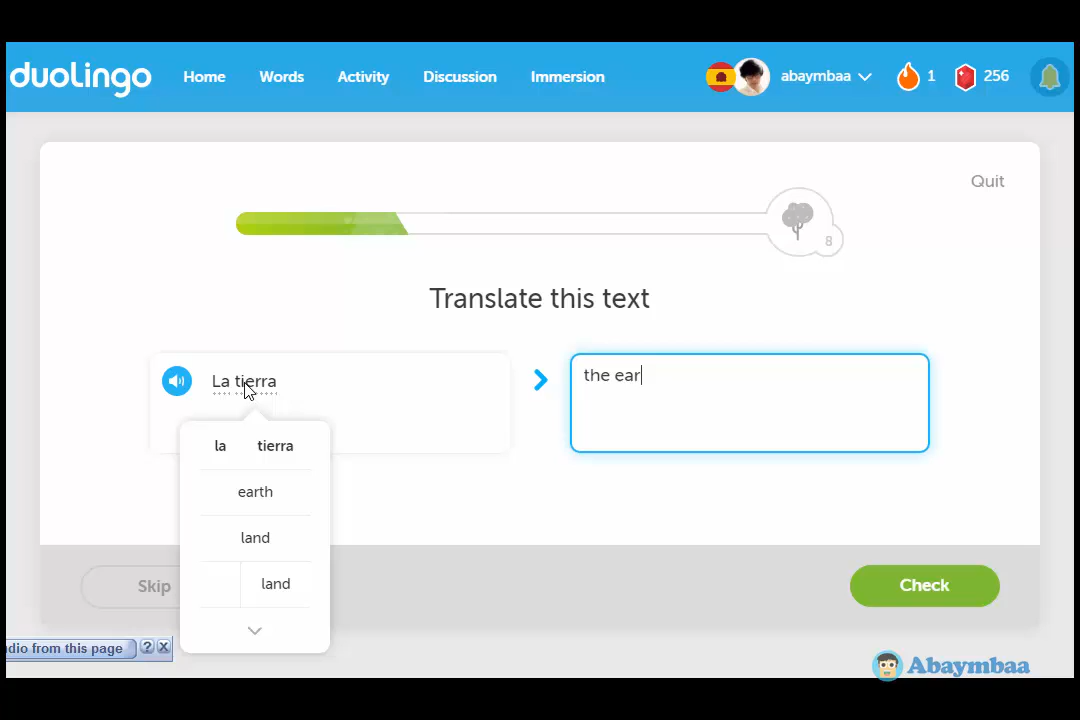 duolingo Home Words Activity Discussion Immersion abaymbaa 1 256
Quit
8
Translate this text
La tierra
the ear
la tierra
earth
land
land
Skip
Check
dio from this page ? X
Abaymbaa